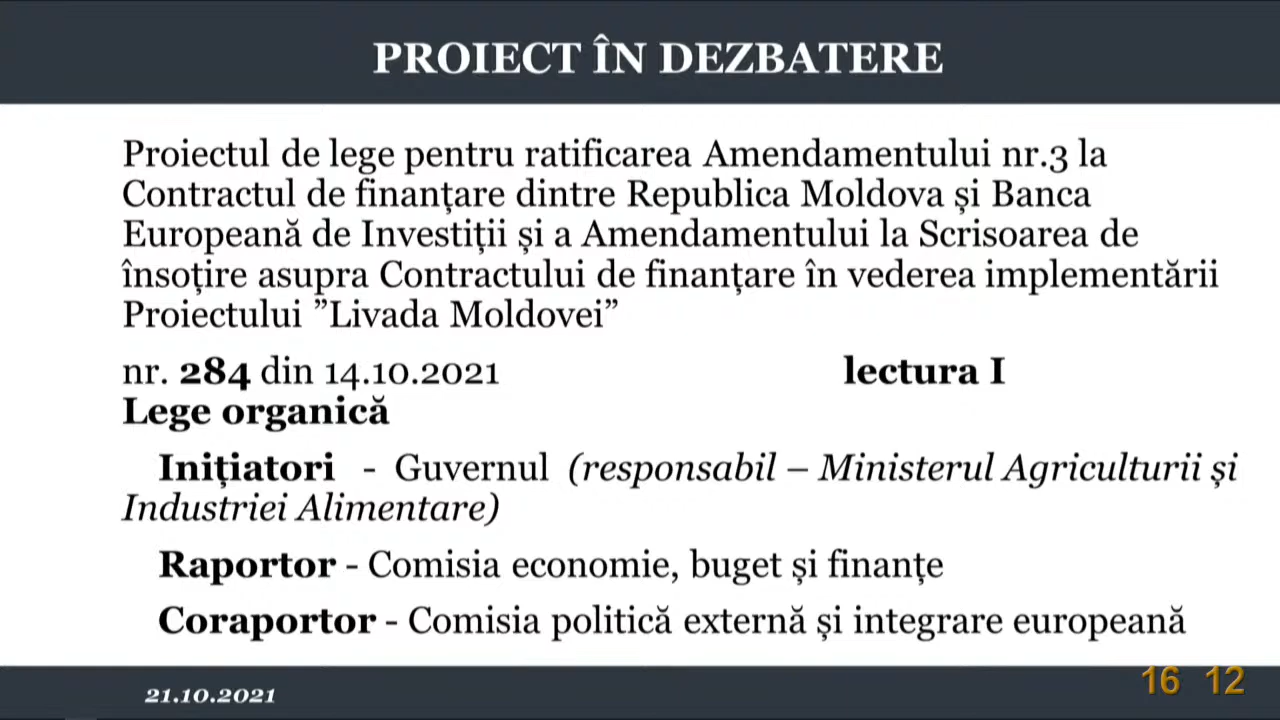 PROIECT ÎN DEZBATERE
Proiectul de lege pentru ratificarea Amendamentului nr.3 la
Contractul de finanțare dintre Republica Moldova și Banca
Europeană de Investiții și a Amendamentului la Scrisoarea de
însoțire asupra Contractului de finanțare în vederea implementării
Proiectului ”Livada Moldovei”
nr. 284 din 14.10.2021 lectura I
Lege organică
Inițiatori - Guvernul (responsabil – Ministerul Agriculturii și
Industriei Alimentare)
Raportor - Comisia economie, buget și finanțe
Coraportor - Comisia politică externă și integrare europeană
21.10.2021
16 12